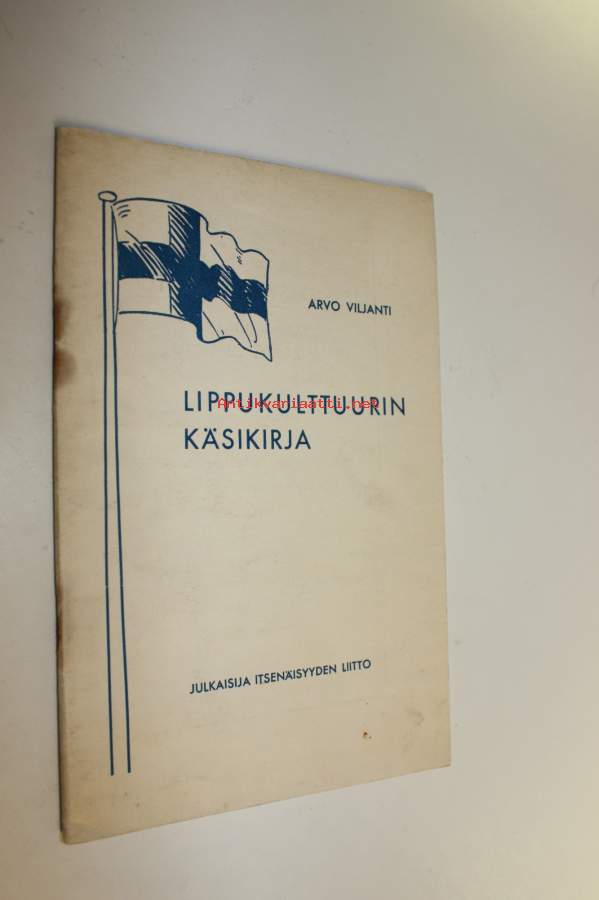 ARVO VILJANTI
LIPPUKULTTUURIN
Antikvariaatti.net
KÄSIKIRJA
JULKAISIJA ITSENÄISYYDEN LIITTO